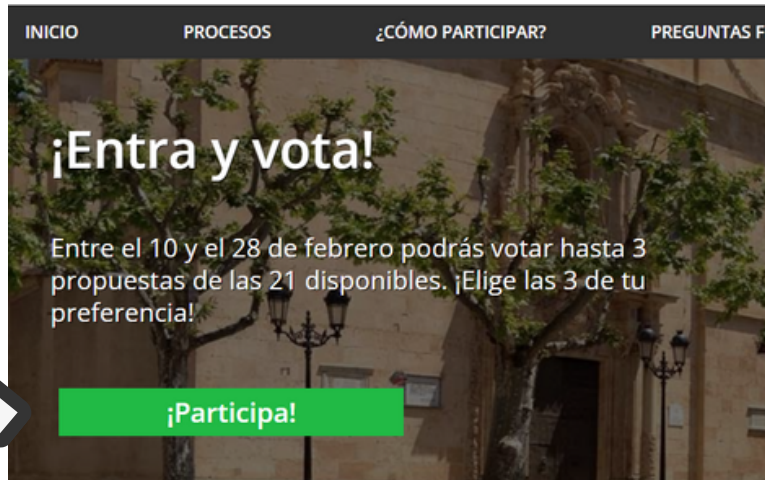 INICIO PROCESOS ¿CÓMO PARTICIPAR? PREGUNTAS F
¡Entra y vota!
Entre el 10 y el 28 de febrero podrás votar hasta 3
propuestas de las 21 disponibles. ¡Elige las 3 de tu
preferencia!
¡Participa!